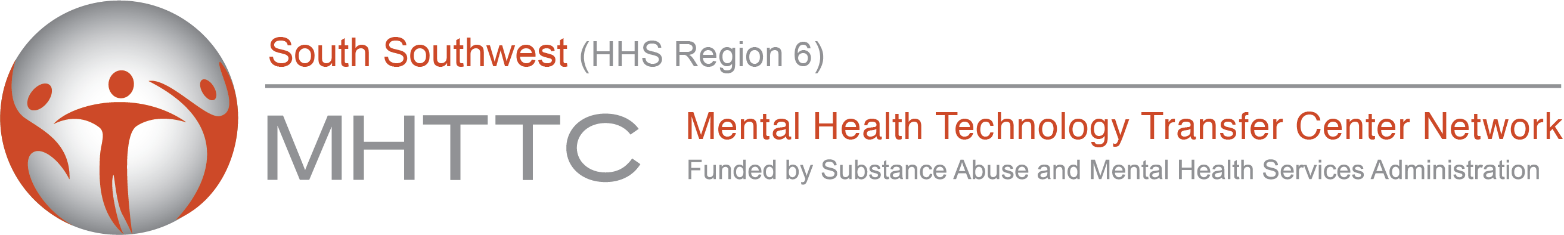 South Southwest (HHS Region 6)
MHTTC
Mental Health Technology Transfer Center Network
Funded by Substance Abuse and Mental Health Services Administration